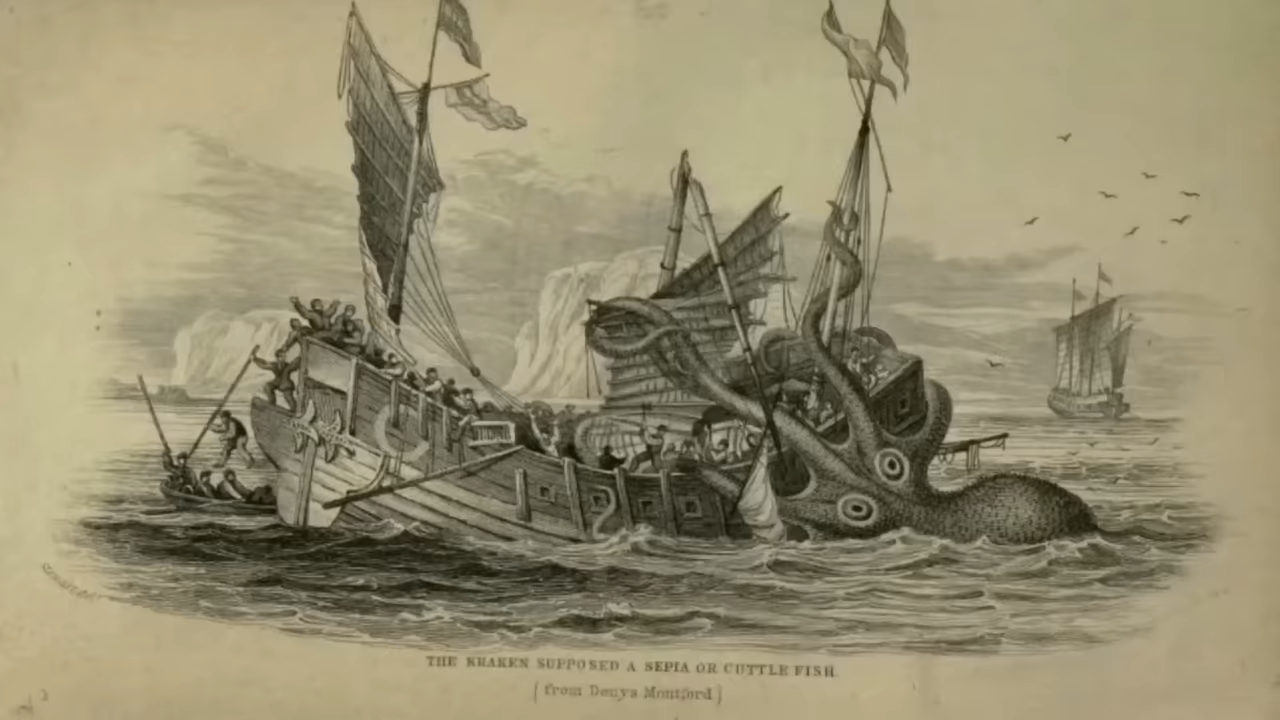 THE KRAKEN SUPPOSED A SEPIA OR CUTTLE FISH
( from Denys Montford )